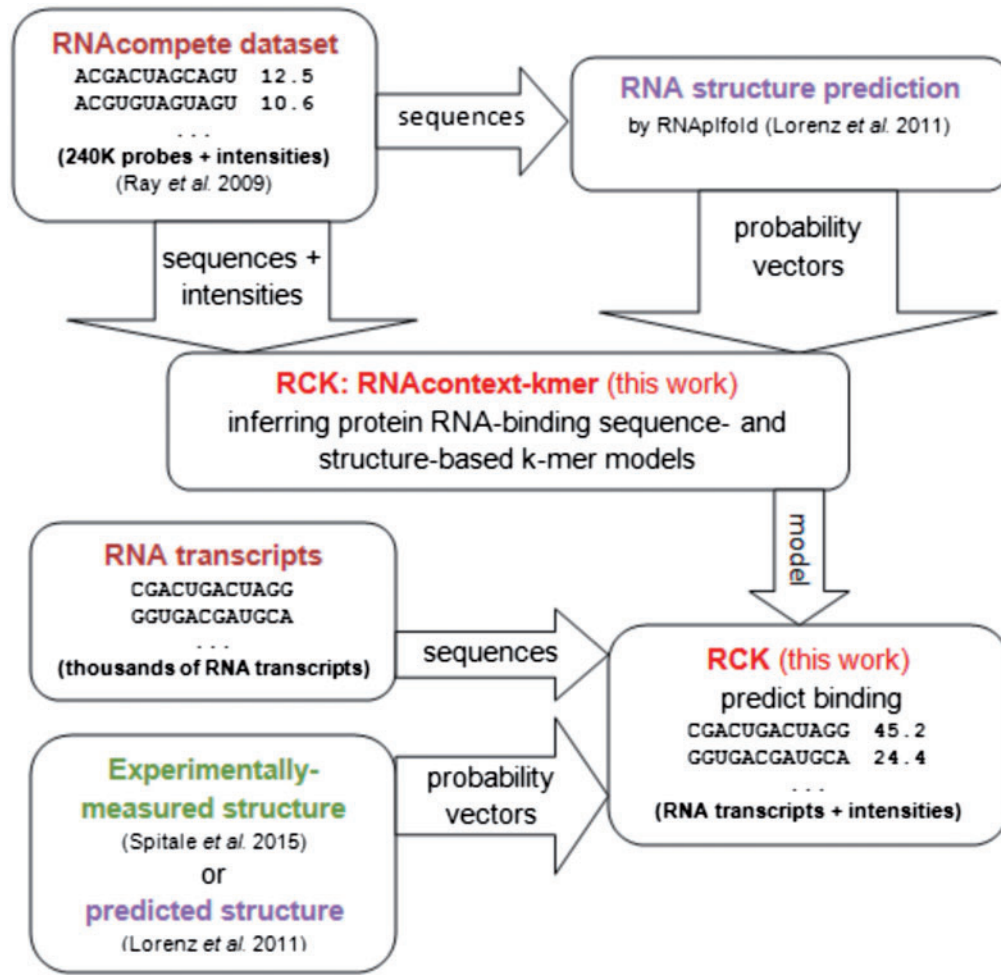 RNAcompete dataset
ACGACUAGCAGU 12.5
ACGUGUAGUAGU 10.6
...
(240K probes + intensities)
(Ray et al. 2009)
sequences
RNA structure prediction
by RNAplfold (Lorenz et al. 2011)
sequences +
intensities
probability
vectors
RCK: RNAcontext-kmer (this work)
inferring protein RNA-binding sequence- and
structure-based k-mer models
model
RNA transcripts
CGACUGACUAGG
GGUGACGAUGCA
...
(thousands of RNA transcripts)
sequences
RCK (this work)
predict binding
CGACUGACUAGG 45.2
GGUGACGAUGCA 24.4
...
(RNA transcripts + intensities)
Experimentally-
measured structure
(Spitale et al. 2015)
or
predicted structure
(Lorenz et al. 2011)
probability
vectors